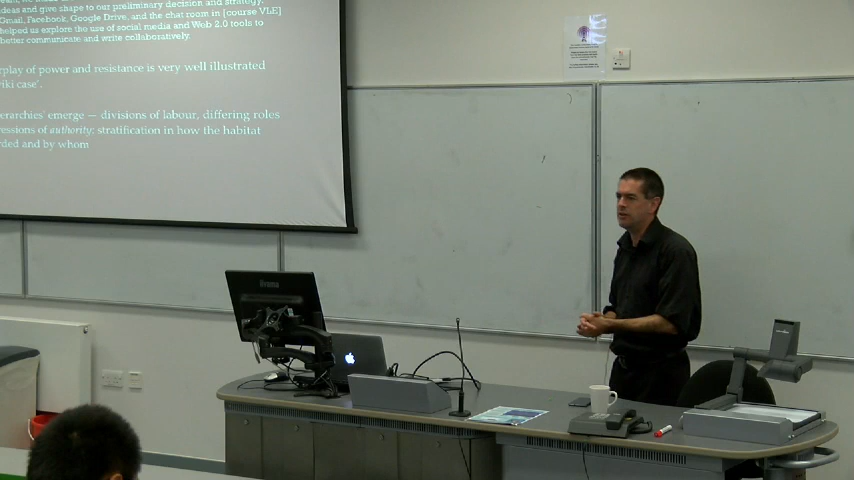 ideas and give shape to our preliminary decision and strategy.
Gmail, Facebook, Google Drive, and the chat room in [course VLE]
helped us explore the use of social media and Web 2.0 tools to
better communicate and write collaboratively.
rplay of power and resistance is very well illustrated
iki case'.
erarchies' emerge — divisions of labour, differing roles
ressions of authority; stratification in how the habitat
rded and by whom
iiyama